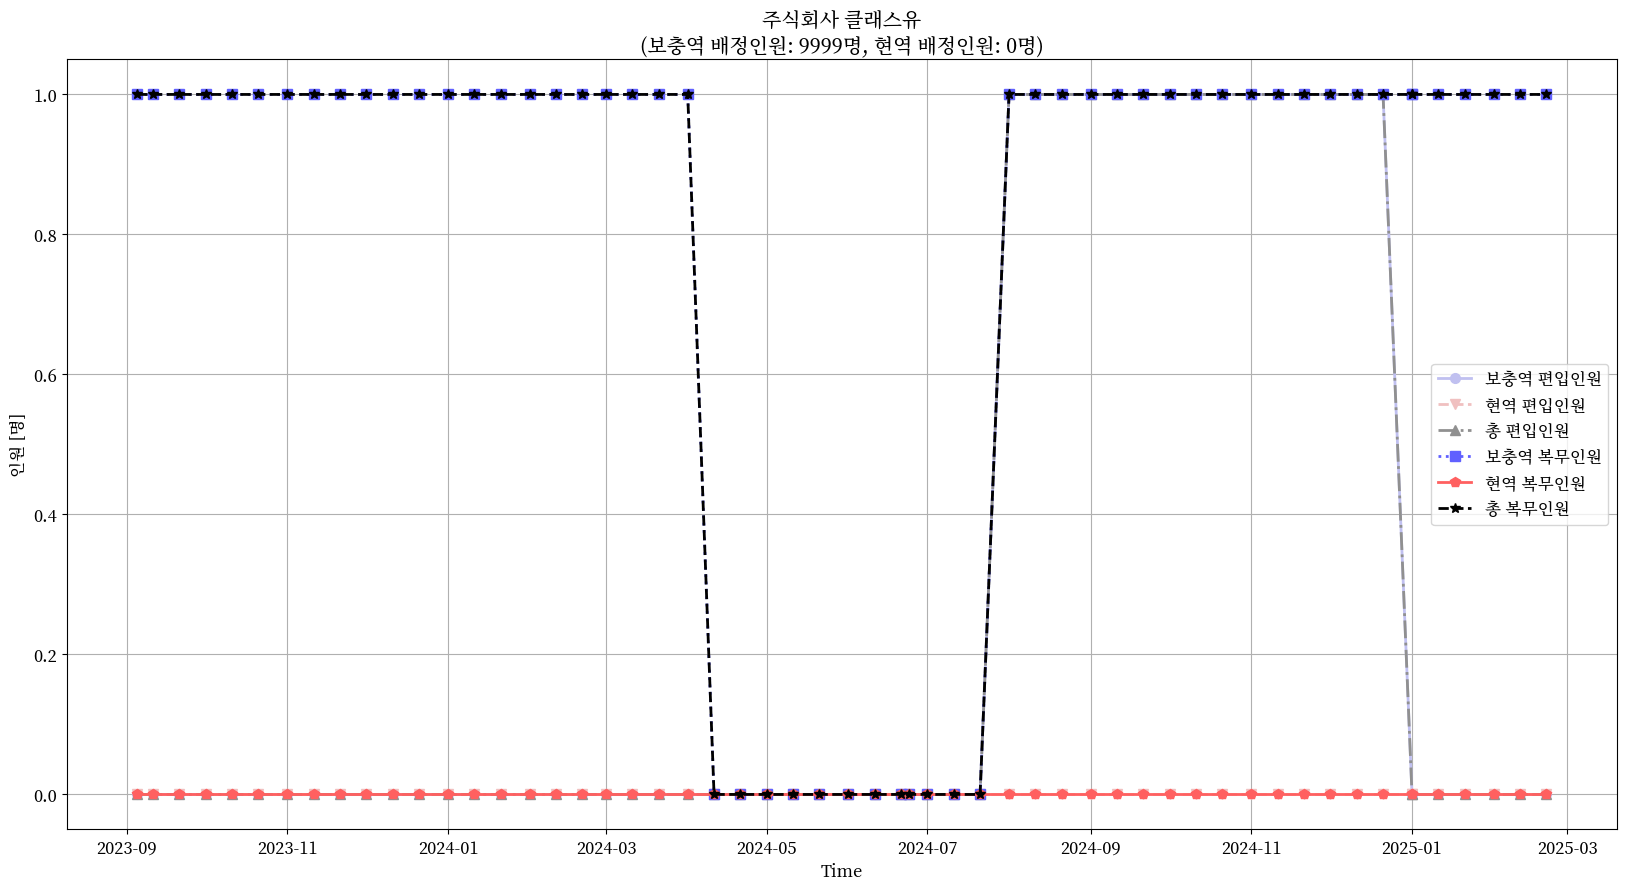 주식회사 클래스유
(보충역 배정인원: 9999명, 현역 배정인원: 0명)
1.0
0.8
0.6
0.4
0.2
0.0
인원 [명]
보충역 편입인원
현역 편입인원
총 편입인원
보충역 복무인원
현역 복무인원
총 복무인원
2023-09
2023-11
2024-01
2024-03
2024-05
2024-07
2024-09
2024-11
2025-01
2025-03
Time